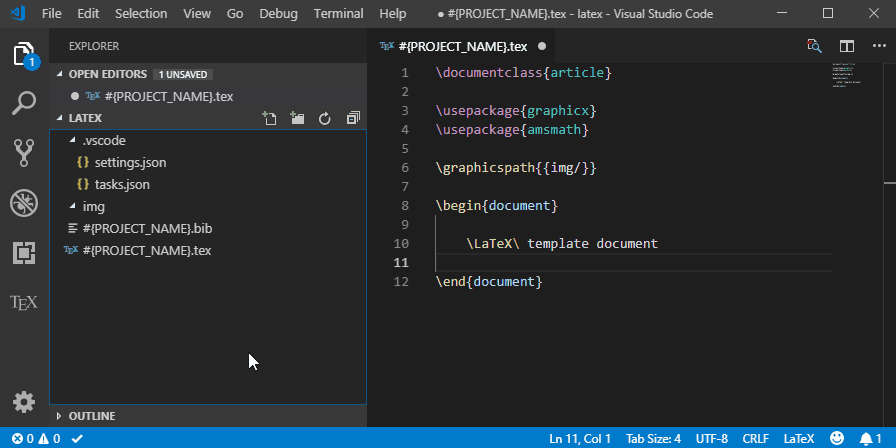 File Edit Selection View Go Debug Terminal Help ● #{PROJECT_NAME}.tex - latex - Visual Studio Code
EXPLORER
OPEN EDITORS 1 UNSAVED
● TEX #{PROJECT_NAME}.tex
LATEX
.vscode
{} settings.json
{} tasks.json
img
#{PROJECT_NAME}.bib
TEX #{PROJECT_NAME}.tex
OUTLINE
1
TEX
TEX #{PROJECT_NAME}.tex ●
1 \documentclass{article}
2
3 \usepackage{graphicx}
4 \usepackage{amsmath}
5
6 \graphicspath{{img/}}
7
8 \begin{document}
9
10 \LaTeX\ template document
11
12 \end{document}
0 0 Ln 11, Col 1 Tab Size: 4 UTF-8 CRLF LaTeX 1